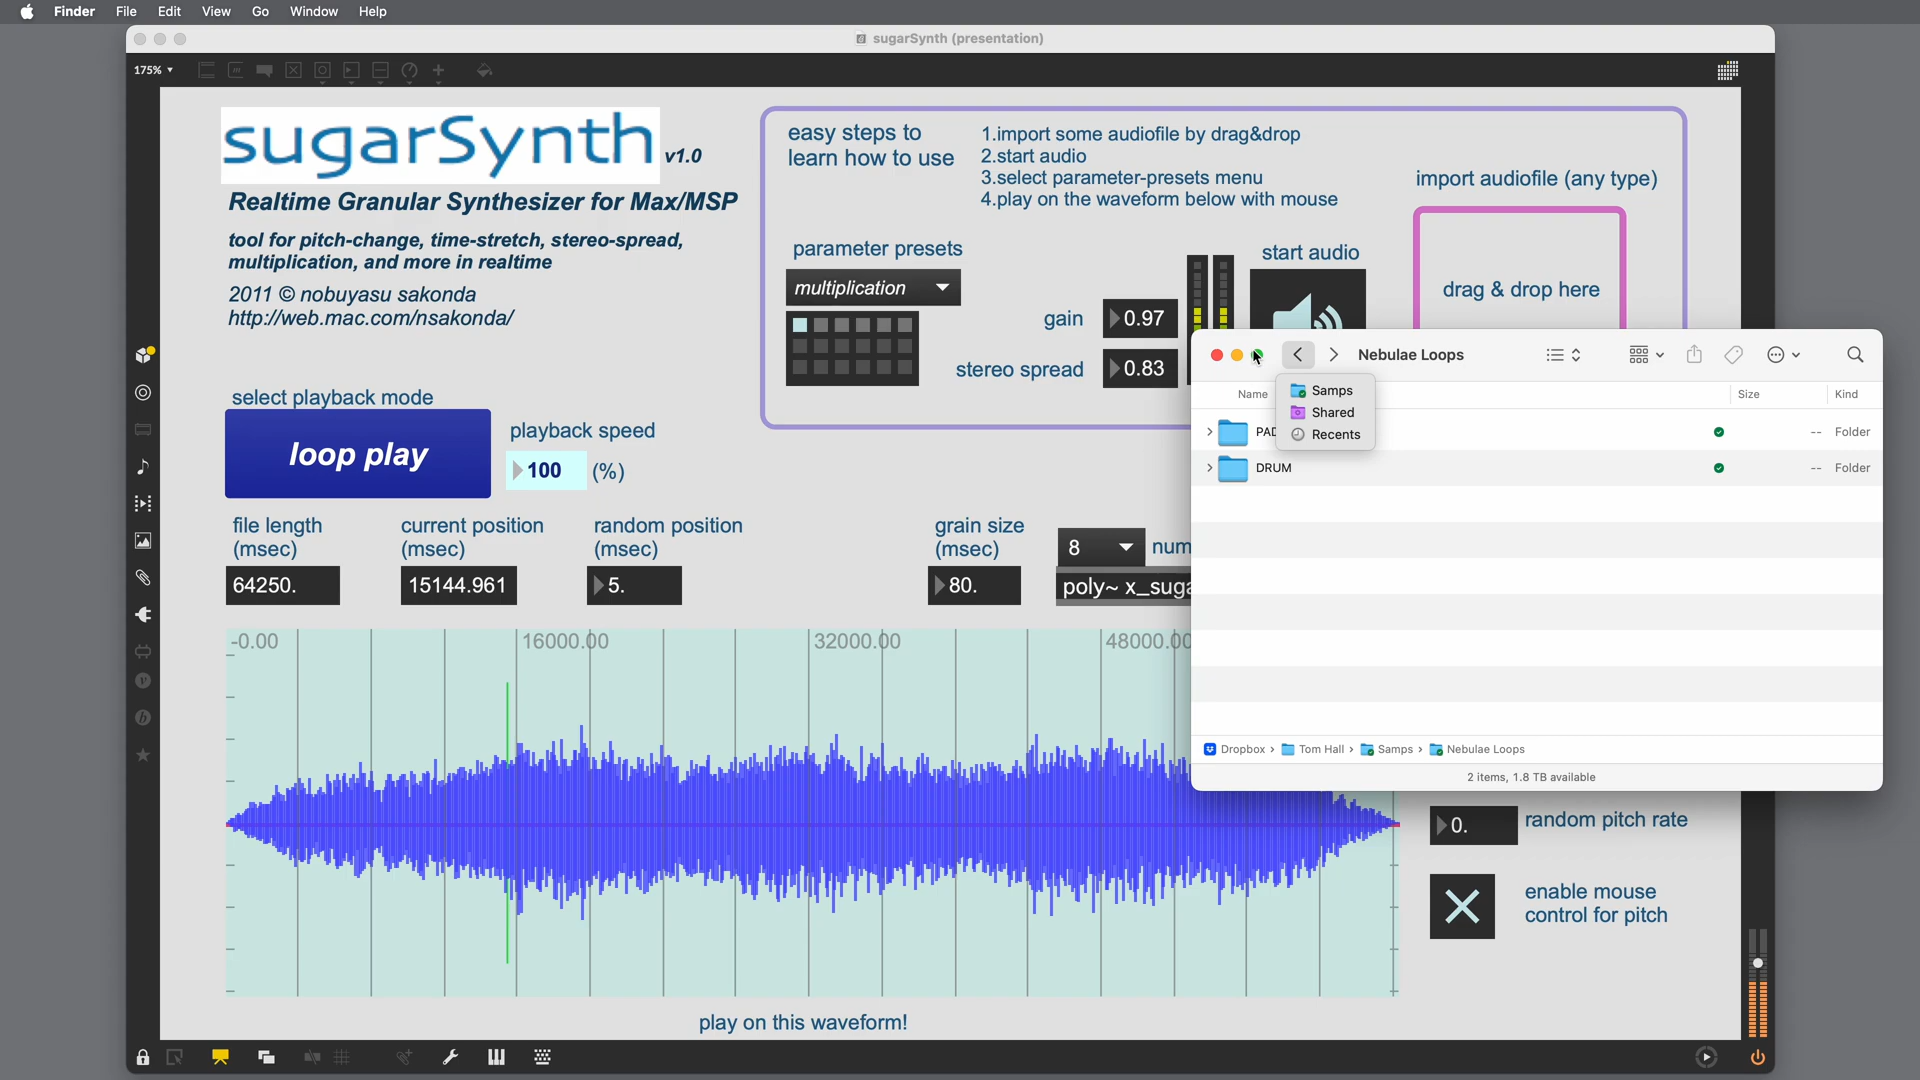 Finder File Edit View Go Window Help
sugarSynth (presentation)
175%
sugarSynth v1.0
Realtime Granular Synthesizer for Max/MSP
tool for pitch-change, time-stretch, stereo-spread,
multiplication, and more in realtime
2011 © nobuyasu sakonda
http://web.mac.com/nsakonda/
easy steps to
learn how to use
1.import some audiofile by drag&drop
2.start audio
3.select parameter-presets menu
4.play on the waveform below with mouse
import audiofile (any type)
drag & drop here
parameter presets
multiplication
start audio
gain
0.97
stereo spread
0.83
select playback mode
loop play
playback speed
100 (%)
file length
(msec)
64250.
current position
(msec)
15144.961
random position
(msec)
5.
grain size
(msec)
80.
8
num
poly~ x_suga
-0.00 16000.00 32000.00 48000.00
play on this waveform!
0.
random pitch rate
enable mouse
control for pitch
Nebulae Loops
Name Size Kind
Samps
Shared
Recents
PAD -- Folder
DRUM -- Folder
Dropbox › Tom Hall › Samps › Nebulae Loops
2 items, 1.8 TB available